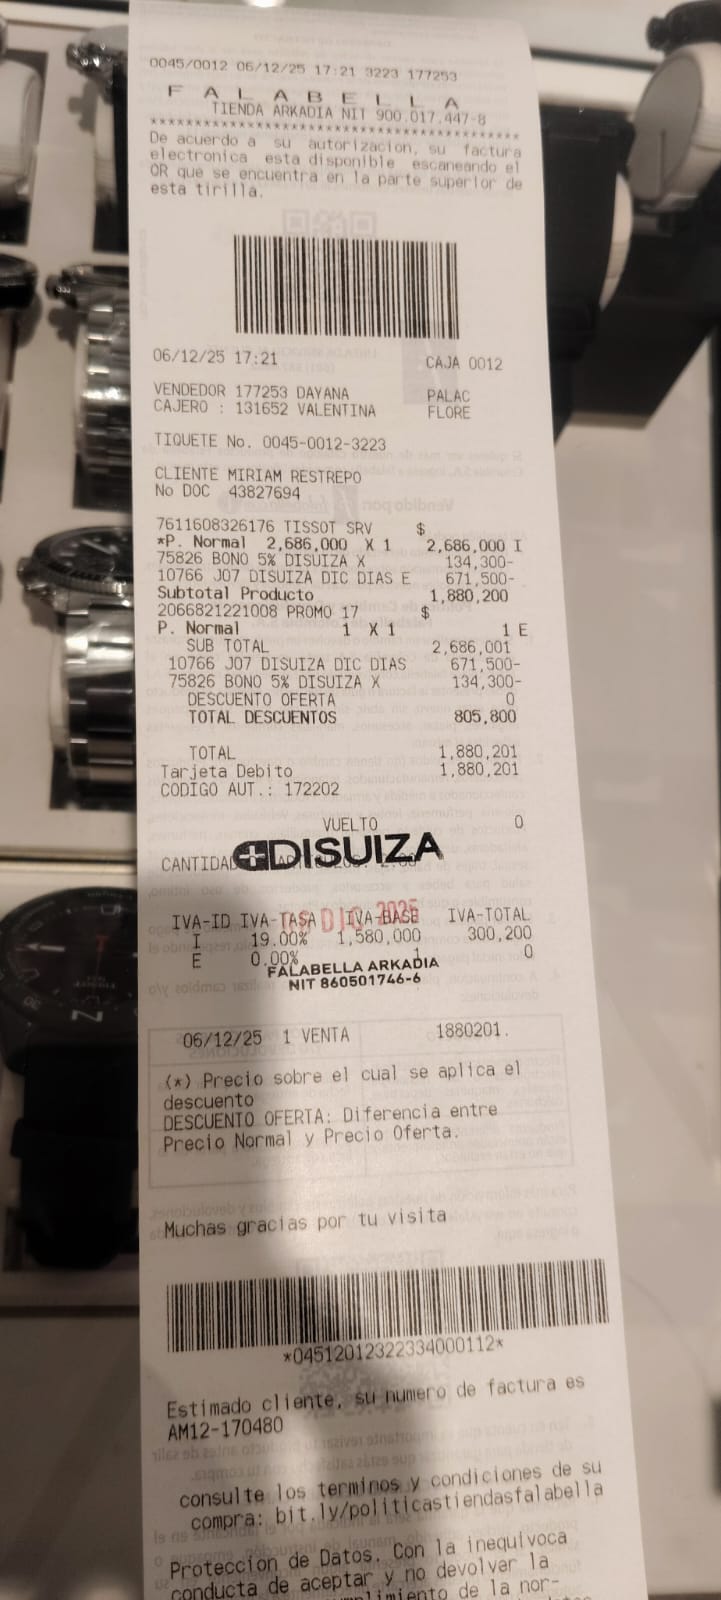 0045/0012 06/12/25 17:21 3223 177253
F A L A B E L L A
TIENDA ARKADIA NIT 900.017.447-8
****************************************
De acuerdo a su autorizacion, su factura
electronica esta disponible escaneando el
QR que se encuentra en la parte superior de
esta tirilla.
06/12/25 17:21 CAJA 0012
VENDEDOR 177253 DAYANA PALAC
CAJERO : 131652 VALENTINA FLORE
TIQUETE No. 0045-0012-3223
CLIENTE MIRIAM RESTREPO
No DOC 43827694
7611608326176 TISSOT SRV $
*P. Normal 2,686,000 X 1 2,686,000 I
75826 BONO 5% DISUIZA X 134,300-
10766 J07 DISUIZA DIC DIAS E 671,500-
Subtotal Producto 1,880,200
2066821221008 PROMO 17 $
P. Normal 1 X 1 1 E
SUB TOTAL 2,686,001
10766 J07 DISUIZA DIC DIAS 671,500-
75826 BONO 5% DISUIZA X 134,300-
DESCUENTO OFERTA 0
TOTAL DESCUENTOS 805,800
TOTAL 1,880,201
Tarjeta Debito 1,880,201
CODIGO AUT.: 172202
VUELTO 0
DISUIZA
CANTIDAD
IVA-ID IVA-TASA IVA-BASE IVA-TOTAL
DIC 2025
I 19.00% 1,580,000 300,200
E 0.00% 1 0
FALABELLA ARKADIA
NIT 860501746-6
06/12/25 1 VENTA 1880201.
(*) Precio sobre el cual se aplica el
descuento
DESCUENTO OFERTA: Diferencia entre
Precio Normal y Precio Oferta.
Muchas gracias por tu visita
*04512012322334000112*
Estimado cliente, su numero de factura es
AM12-170480
consulte los terminos y condiciones de su
compra: bit.ly/politicastiendasfalabella
Proteccion de Datos. Con la inequivoca
conducta de aceptar y no devolver la
de la nor-